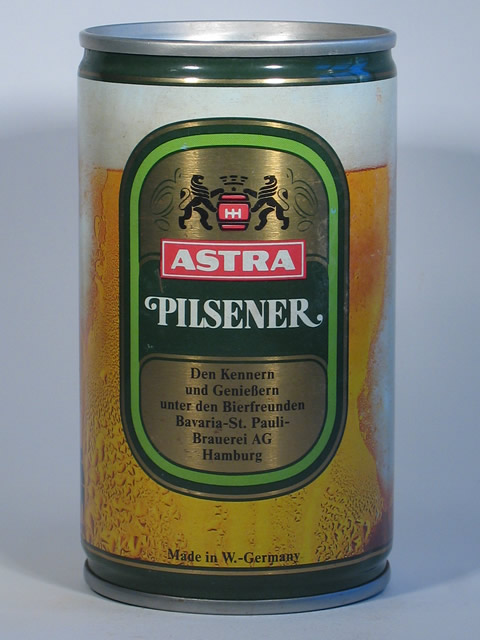 HH
ASTRA
PILSENER
Den Kennern
und Genießern
unter den Bierfreunden
Bavaria-St. Pauli-
Brauerei AG
Hamburg
Made in W.-Germany